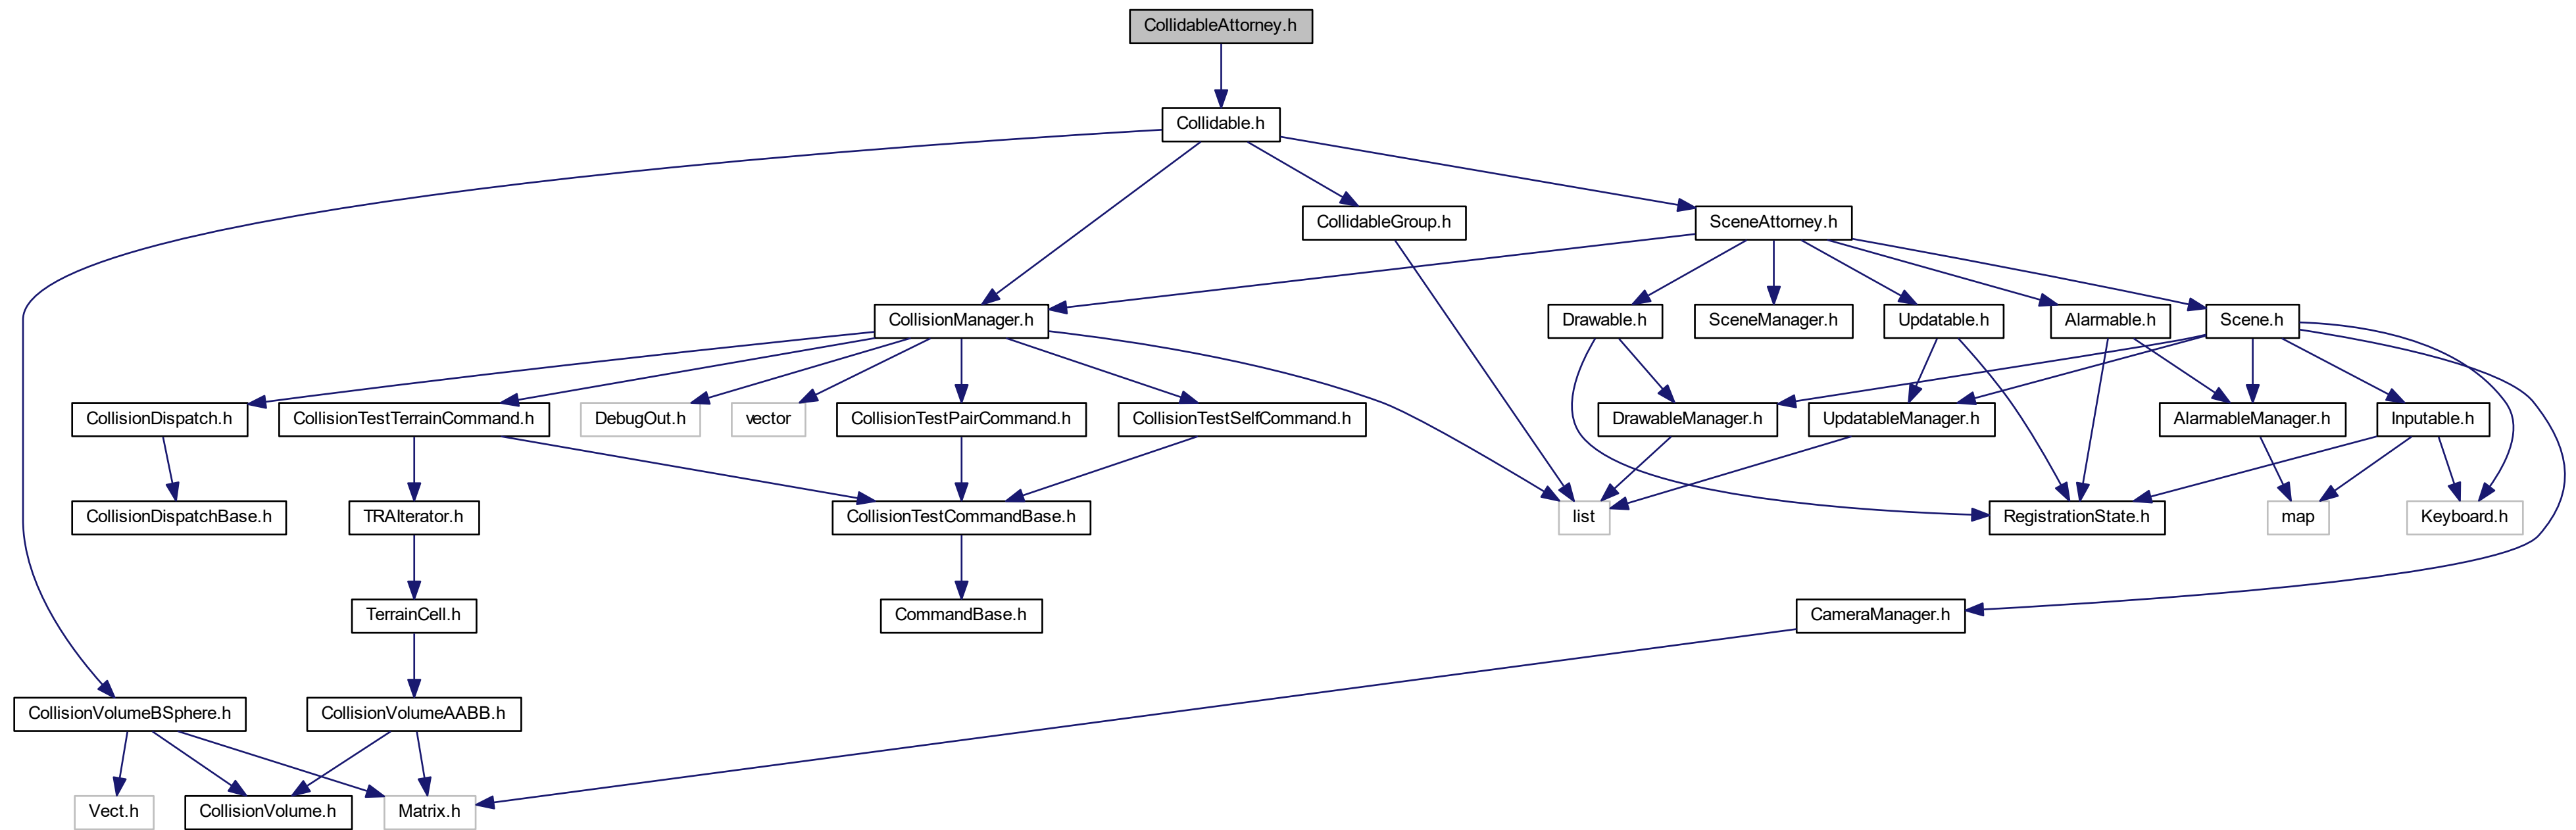 CollidableAttorney.h
Collidable.h
CollidableGroup.h
SceneAttorney.h
CollisionManager.h
Drawable.h
SceneManager.h
Updatable.h
Alarmable.h
Scene.h
CollisionDispatch.h
CollisionTestTerrainCommand.h
DebugOut.h
vector
CollisionTestPairCommand.h
CollisionTestSelfCommand.h
DrawableManager.h
UpdatableManager.h
AlarmableManager.h
Inputable.h
CollisionDispatchBase.h
TRAIterator.h
CollisionTestCommandBase.h
list
RegistrationState.h
map
Keyboard.h
TerrainCell.h
CommandBase.h
CameraManager.h
CollisionVolumeBSphere.h
CollisionVolumeAABB.h
Vect.h
CollisionVolume.h
Matrix.h